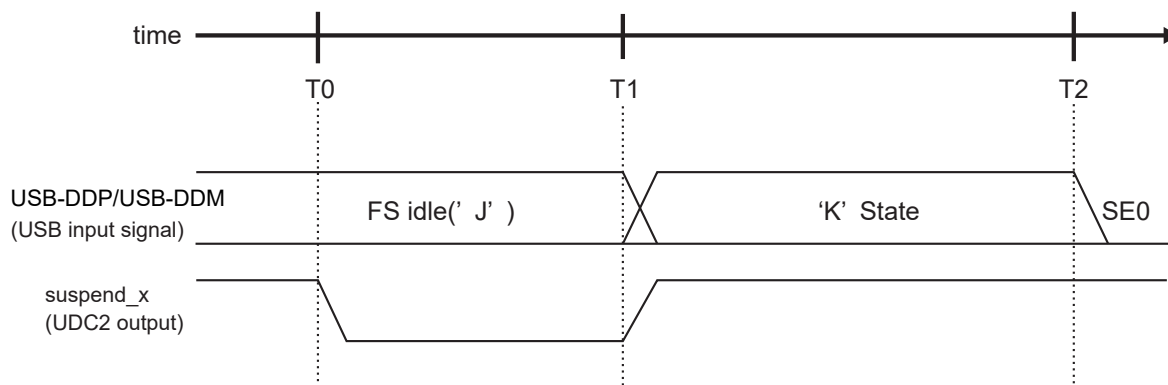 time
T0 T1 T2
USB-DDP/USB-DDM
(USB input signal)
FS idle(’ J’ )
‘K’ State
SE0
suspend_x
(UDC2 output)